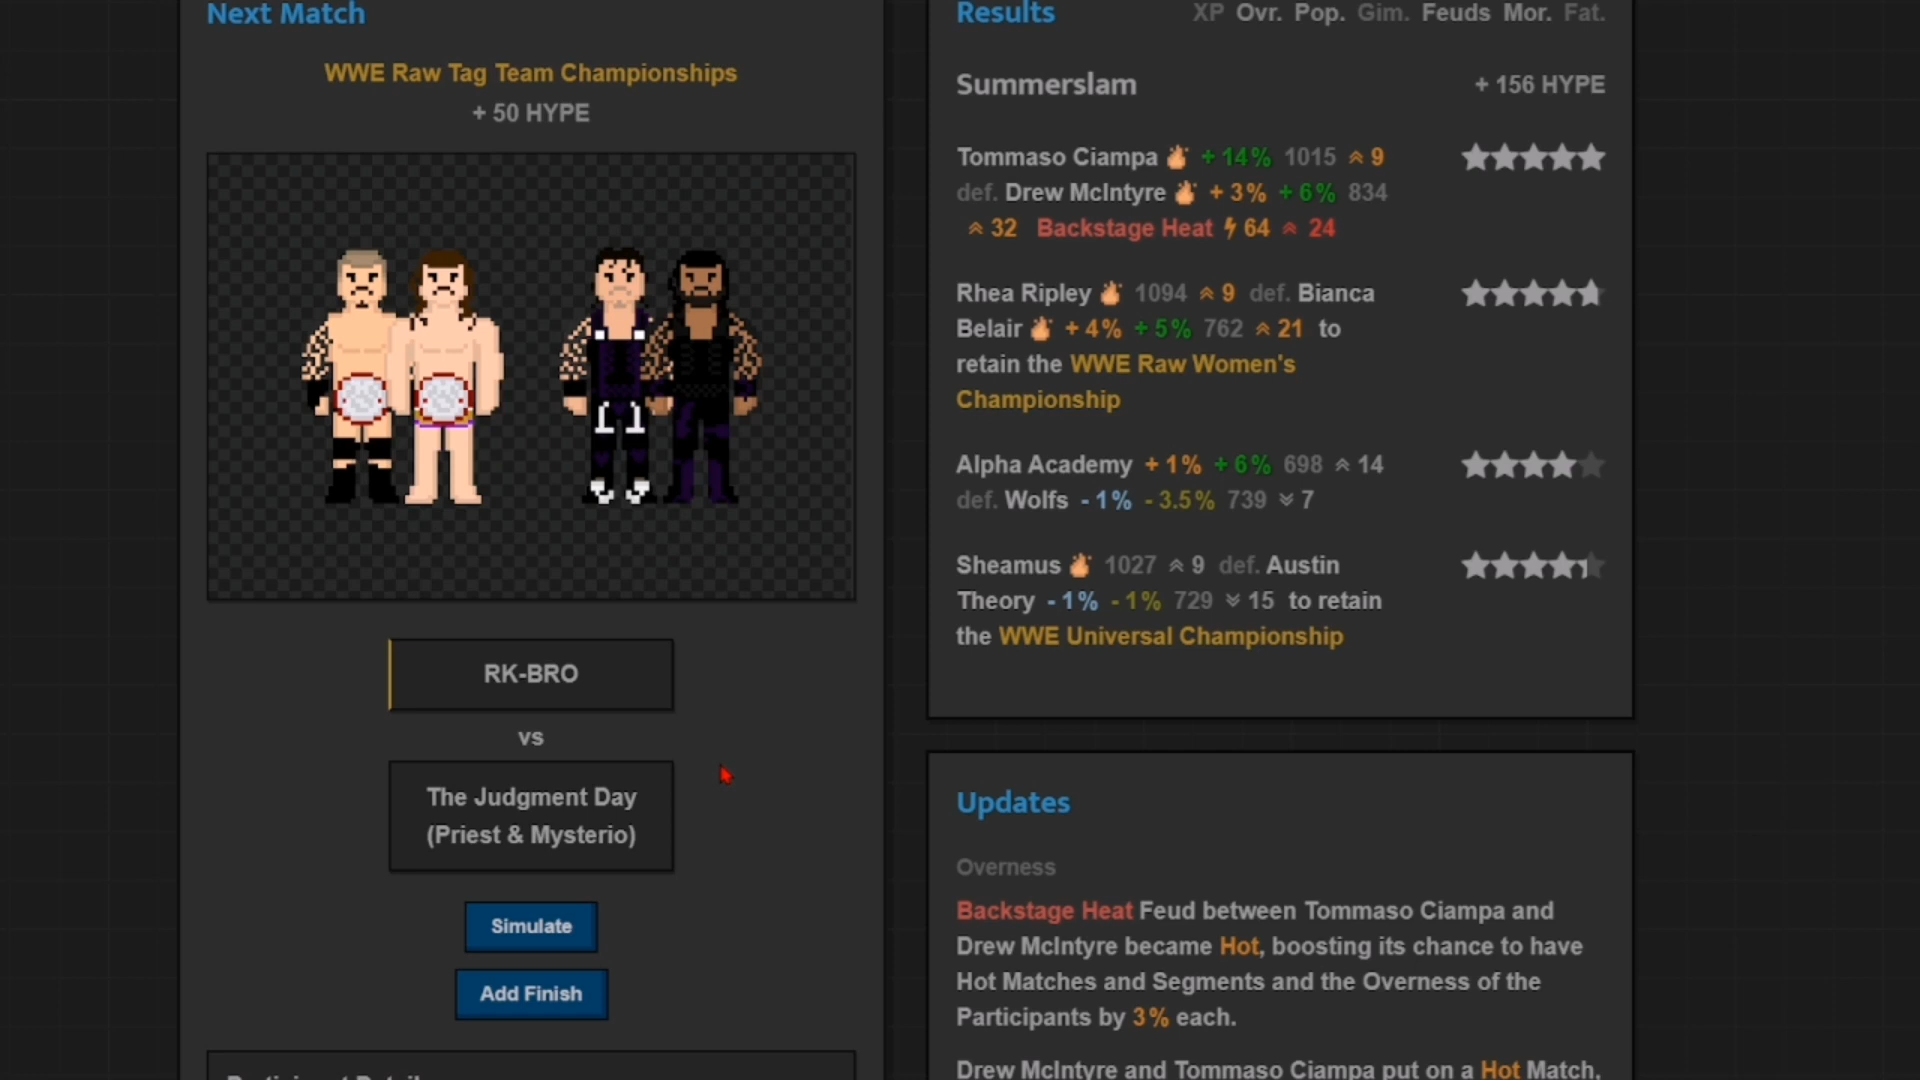 Next Match
WWE Raw Tag Team Championships
+ 50 HYPE
RK-BRO
vs
The Judgment Day
(Priest & Mysterio)
Simulate
Add Finish
Results
XP Ovr. Pop. Gim. Feuds Mor. Fat.
Summerslam + 156 HYPE
Tommaso Ciampa + 14% 1015 9
def. Drew McIntyre + 3% + 6% 834
32 Backstage Heat 64 24
Rhea Ripley 1094 9 def. Bianca
Belair + 4% + 5% 762 21 to
retain the WWE Raw Women's
Championship
Alpha Academy + 1% + 6% 698 14
def. Wolfs - 1% - 3.5% 739 7
Sheamus 1027 9 def. Austin
Theory - 1% - 1% 729 15 to retain
the WWE Universal Championship
Updates
Overness
Backstage Heat Feud between Tommaso Ciampa and
Drew McIntyre became Hot, boosting its chance to have
Hot Matches and Segments and the Overness of the
Participants by 3% each.
Drew McIntyre and Tommaso Ciampa put on a Hot Match,